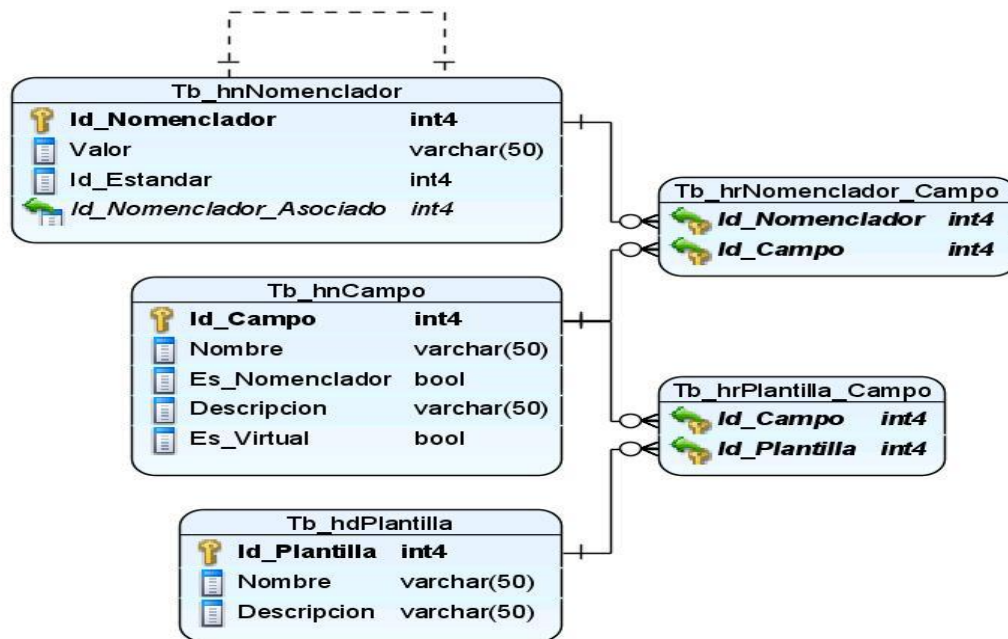 Tb_hnNomenclador
Id_Nomenclador int4
Valor varchar(50)
Id_Estandar int4
Id_Nomenclador_Asociado int4
Tb_hrNomenclador_Campo
Id_Nomenclador int4
Id_Campo int4
Tb_hnCampo
Id_Campo int4
Nombre varchar(50)
Es_Nomenclador bool
Descripcion varchar(50)
Es_Virtual bool
Tb_hrPlantilla_Campo
Id_Campo int4
Id_Plantilla int4
Tb_hdPlantilla
Id_Plantilla int4
Nombre varchar(50)
Descripcion varchar(50)